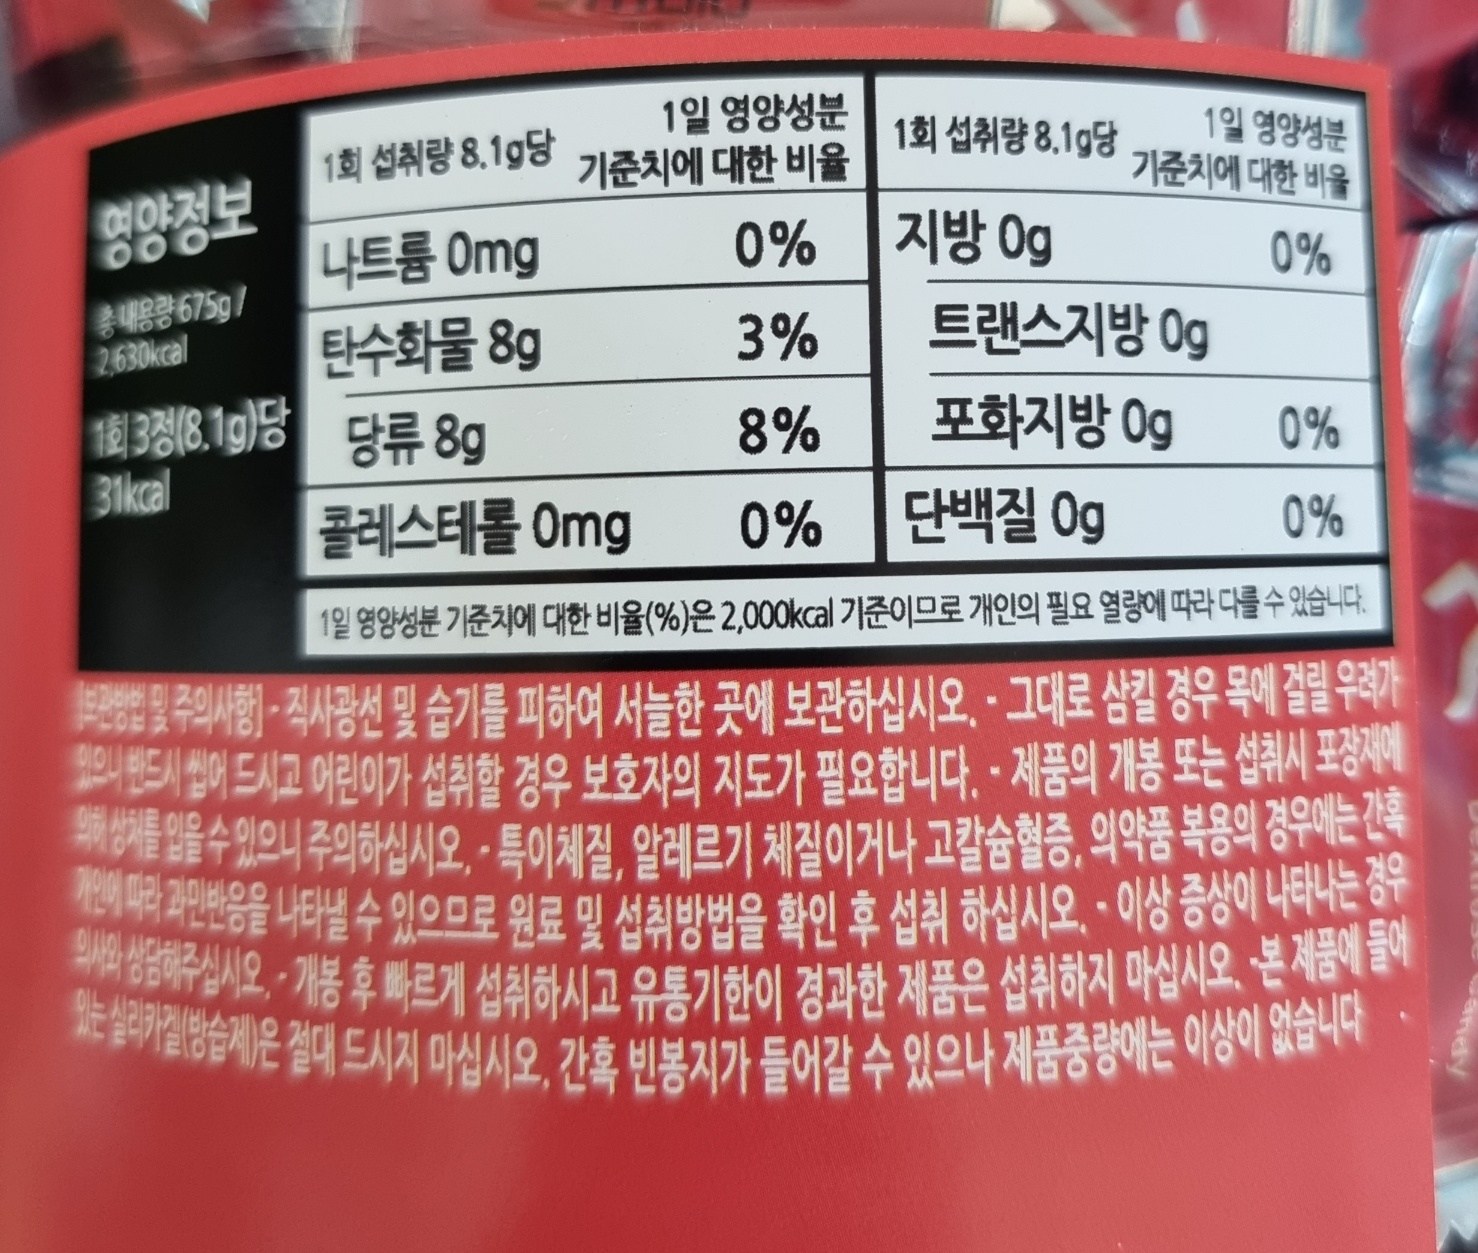 영양정보
총 내용량 675g /
2,630kcal
1회 3정(8.1g)당
31kcal
1회 섭취량 8.1g당 1일 영양성분 기준치에 대한 비율
나트륨 0mg 0%
탄수화물 8g 3%
당류 8g 8%
콜레스테롤 0mg 0%
1회 섭취량 8.1g당 1일 영양성분 기준치에 대한 비율
지방 0g 0%
트랜스지방 0g
포화지방 0g 0%
단백질 0g 0%
1일 영양성분 기준치에 대한 비율(%)은 2,000kcal 기준이므로 개인의 필요 열량에 따라 다를 수 있습니다.
[보관방법 및 주의사항] · 직사광선 및 습기를 피하여 서늘한 곳에 보관하십시오. · 그대로 삼킬 경우 목에 걸릴 우려가
있으니 반드시 씹어 드시고 어린이가 섭취할 경우 보호자의 지도가 필요합니다. · 제품의 개봉 또는 섭취시 포장재에
의해 상처를 입을 수 있으니 주의하십시오. · 특이체질, 알레르기 체질이거나 고칼슘혈증, 의약품 복용의 경우에는 간혹
개인에 따라 과민반응을 나타낼 수 있으므로 원료 및 섭취방법을 확인 후 섭취 하십시오. · 이상 증상이 나타나는 경우
의사와 상담해주십시오. · 개봉 후 빠르게 섭취하시고 유통기한이 경과한 제품은 섭취하지 마십시오. ·본 제품에 들어
있는 실리카겔(방습제)은 절대 드시지 마십시오. 간혹 빈봉지가 들어갈 수 있으나 제품중량에는 이상이 없습니다